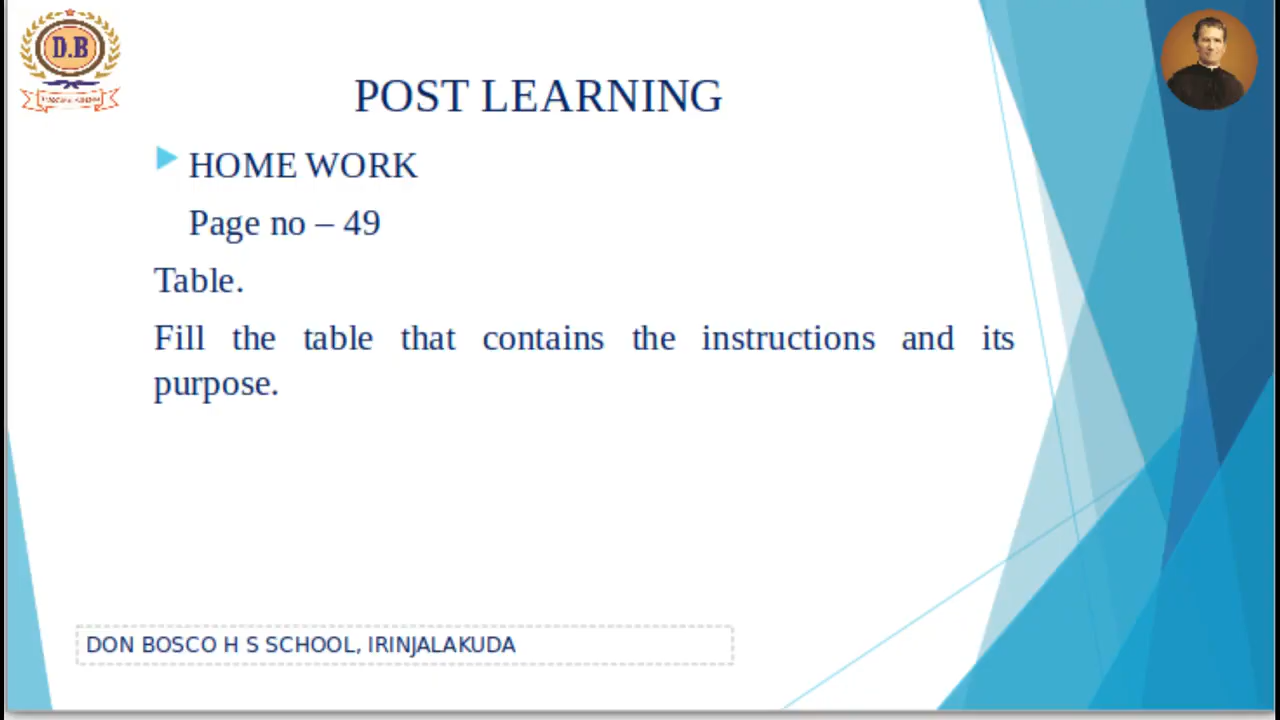 D.B
POST LEARNING
HOME WORK
Page no – 49
Table.
Fill the table that contains the instructions and its
purpose.
DON BOSCO H S SCHOOL, IRINJALAKUDA